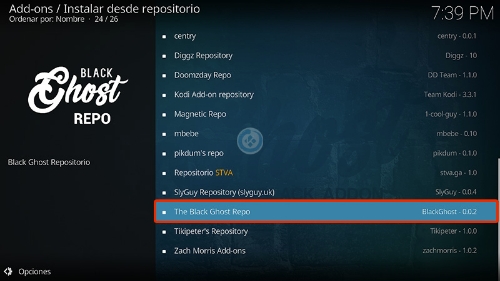 Add-ons / Instalar desde repositorio
Ordenar por: Nombre · 24 / 26
7:39 PM
BLACK
Ghost
REPO
Black Ghost Repositorio
centry centry - 0.0.1
Diggz Repository Diggz - 10
Doomzday Repo DD Team - 1.1.0
Kodi Add-on repository Team Kodi - 3.3.1
Magnetic Repo t-cool guy - 1.1.0
mbebe mbebe - 0.10
pikdum's repo pikdum - 0.1.0
Repositorio STVA stva.ga - 1.0
SlyGuy Repository (slyguy.uk) SlyGuy - 0.0.4
The Black Ghost Repo BlackGhost - 0.0.2
Tikipeter's Repository Tikipeter - 1.0.0
Zach Morris Add-ons zachmorris - 1.0.2
Opciones